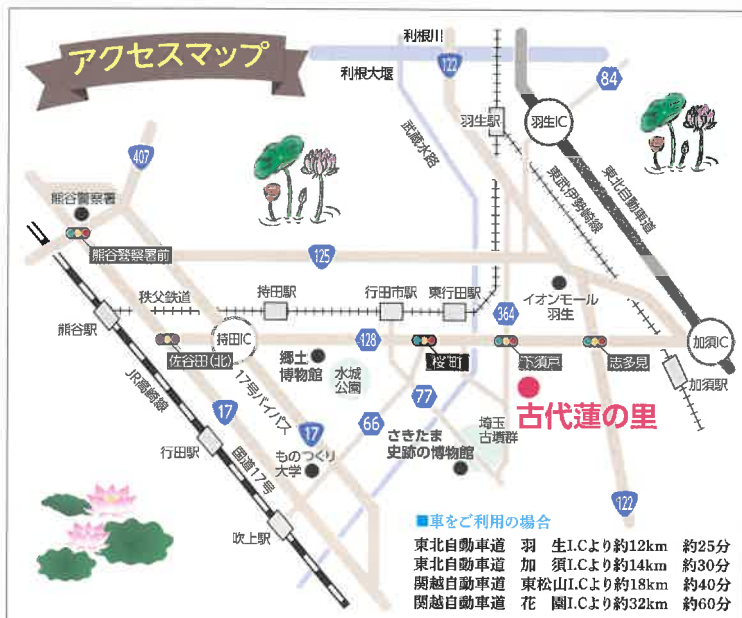 アクセスマップ
利根川
122
利根大堰
84
羽生駅
羽生IC
武蔵水路
東武伊勢崎線
東北自動車道
407
熊谷警察署
熊谷警察署前
125
秩父鉄道
持田駅
行田市駅
東行田駅
イオンモール
羽生
364
熊谷駅
佐谷田(北)
持田IC
128
桜町
下須戸
志多見
加須IC
加須駅
郷土
博物館
水城
公園
JR高崎線
17号バイパス
77
古代蓮の里
17
17
66
埼玉
古墳群
さきたま
史跡の博物館
ものつくり
大学
行田駅
国道17号
122
吹上駅
■車をご利用の場合
東北自動車道 羽 生I.Cより約12km 約25分
東北自動車道 加 須I.Cより約14km 約30分
関越自動車道 東松山I.Cより約18km 約40分
関越自動車道 花 園I.Cより約32km 約60分